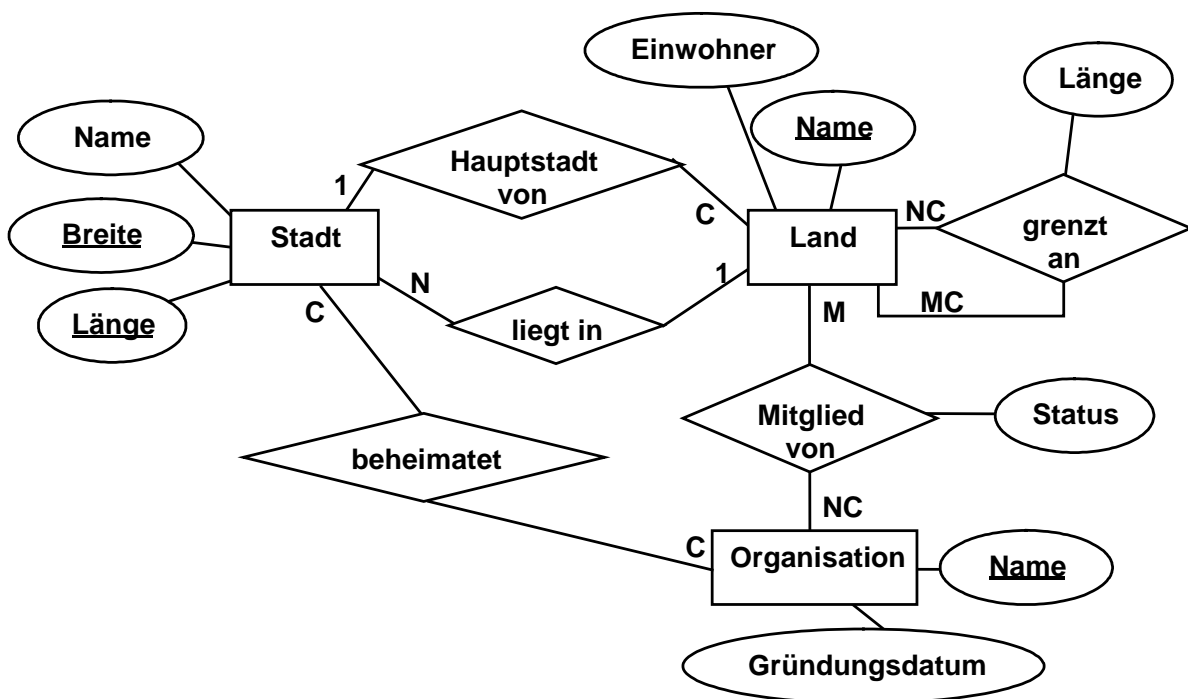 Einwohner
Länge
Name
Name
Hauptstadt
von
1
C
NC
Breite
Stadt
Land
grenzt
an
N
1
MC
Länge
C
liegt in
M
Mitglied
von
Status
beheimatet
NC
C
Organisation
Name
Gründungsdatum